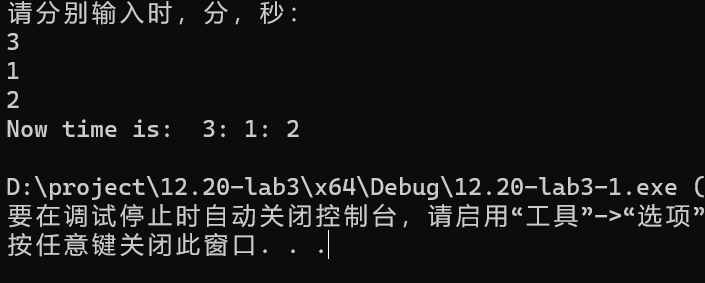 请分别输入时，分，秒：
3
1
2
Now time is:  3: 1: 2
D:\project\12.20-lab3\x64\Debug\12.20-lab3-1.exe (
要在调试停止时自动关闭控制台，请启用“工具”->“选项”
按任意键关闭此窗口. . .